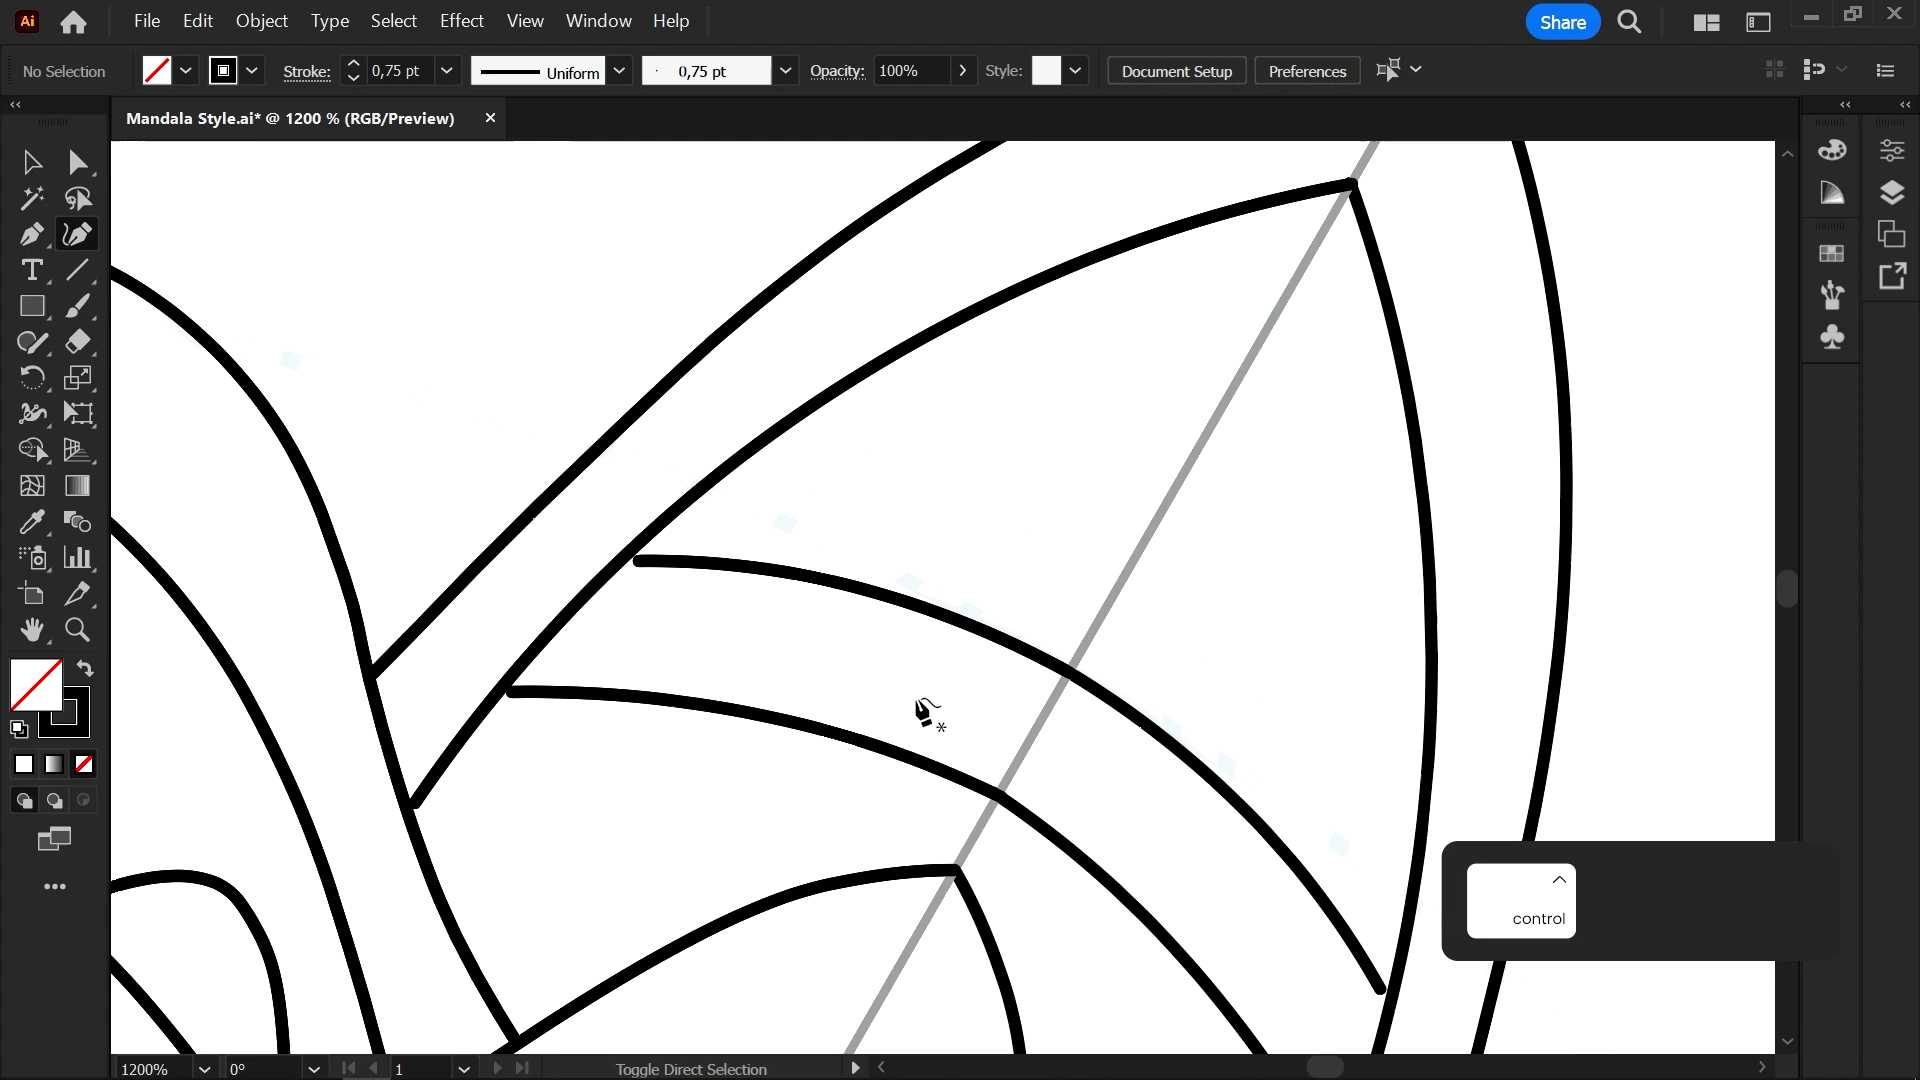 Ai File Edit Object Type Select Effect View Window Help Share
No Selection Stroke: 0,75 pt Uniform 0,75 pt Opacity: 100% Style: Document Setup Preferences
Mandala Style.ai* @ 1200 % (RGB/Preview)
control
1200% 0° 1 Toggle Direct Selection